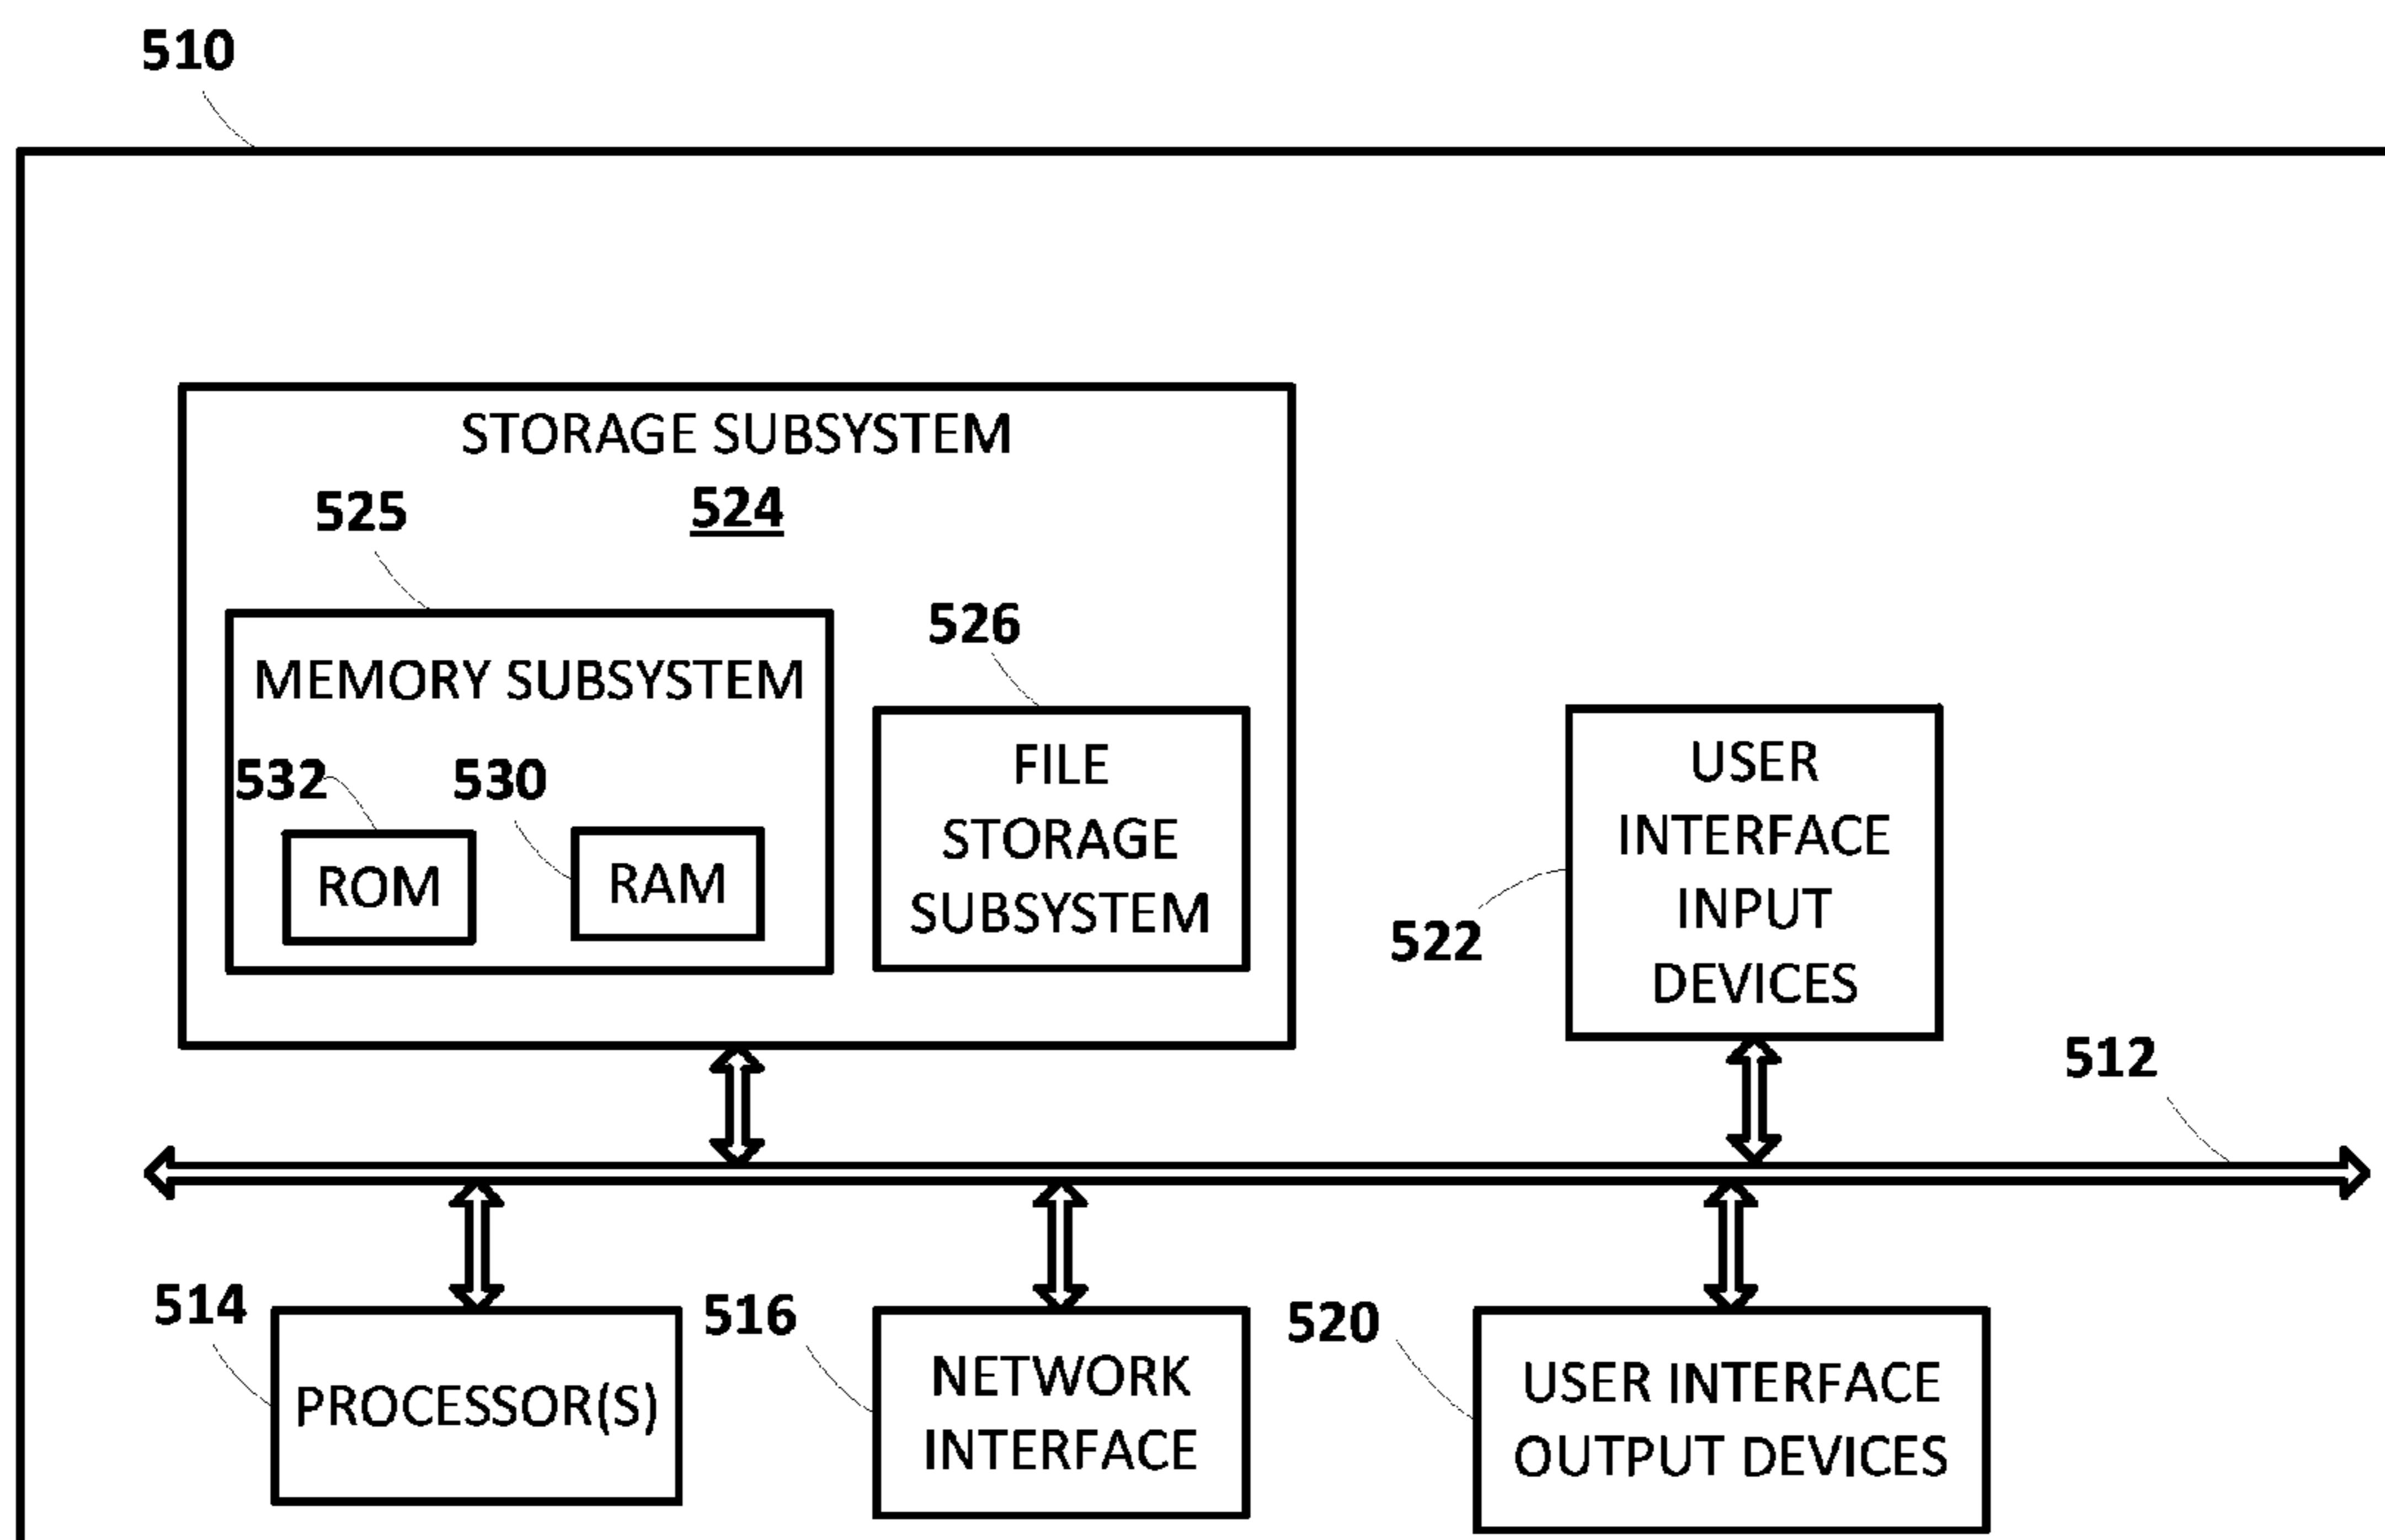 510
STORAGE SUBSYSTEM
524
525
MEMORY SUBSYSTEM
532
530
ROM
RAM
526
FILE
STORAGE
SUBSYSTEM
USER
INTERFACE
INPUT
DEVICES
522
512
514
PROCESSOR(S)
516
NETWORK
INTERFACE
520
USER INTERFACE
OUTPUT DEVICES